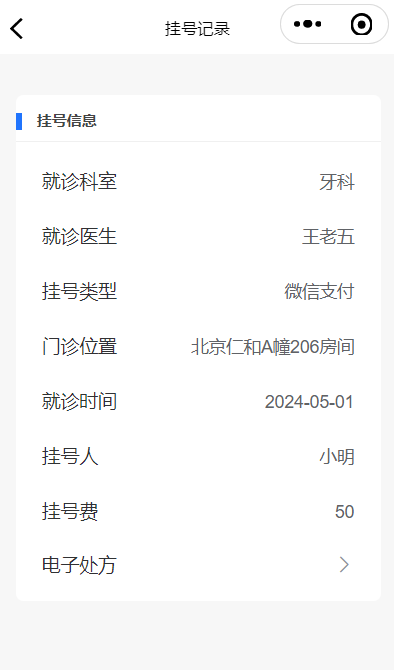 挂号记录
挂号信息
就诊科室 牙科
就诊医生 王老五
挂号类型 微信支付
门诊位置 北京仁和A幢206房间
就诊时间 2024-05-01
挂号人 小明
挂号费 50
电子处方